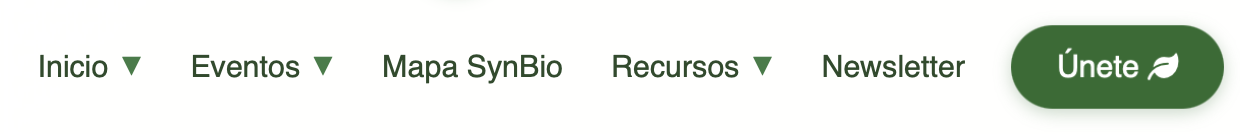 Inicio ▼ Eventos ▼ Mapa SynBio Recursos ▼ Newsletter Únete